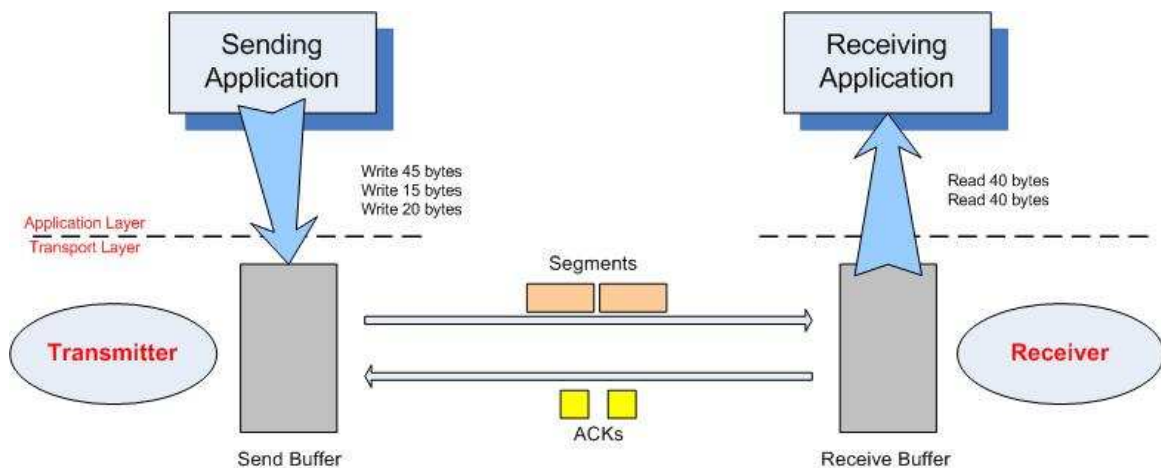 Sending
Application
Receiving
Application
Write 45 bytes
Write 15 bytes
Write 20 bytes
Read 40 bytes
Read 40 bytes
Application Layer
Transport Layer
Segments
Transmitter
Receiver
ACKs
Send Buffer
Receive Buffer